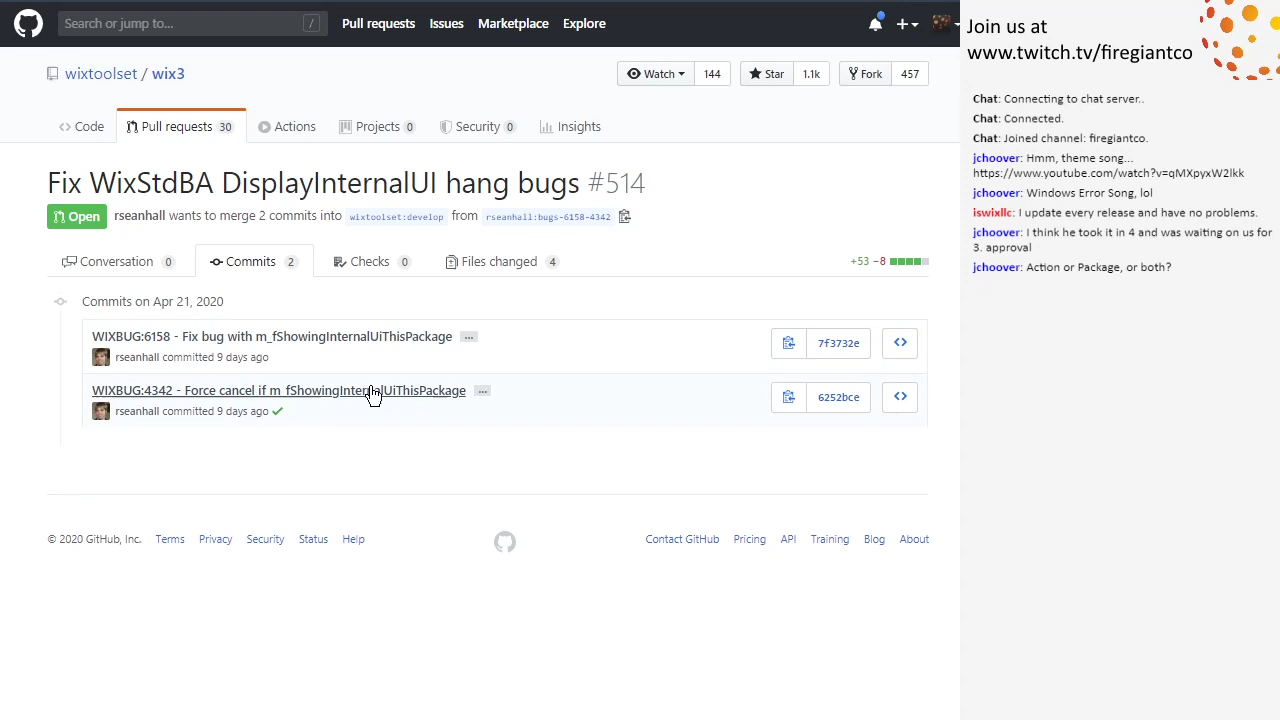 Search or jump to...
/
Pull requests
Issues
Marketplace
Explore
wixtoolset / wix3
Watch
144
Star
1.1k
Fork
457
Code
Pull requests 30
Actions
Projects 0
Security 0
Insights
Fix WixStdBA DisplayInternalUI hang bugs #514
Open
rseanhall wants to merge 2 commits into wixtoolset:develop from rseanhall:bugs-6158-4342
Conversation 0
Commits 2
Checks 0
Files changed 4
+53 −8
Commits on Apr 21, 2020
WIXBUG:6158 - Fix bug with m_fShowingInternalUiThisPackage ...
rseanhall committed 9 days ago
7f3732e
WIXBUG:4342 - Force cancel if m_fShowingInternalUiThisPackage ...
rseanhall committed 9 days ago
6252bce
© 2020 GitHub, Inc.
Terms
Privacy
Security
Status
Help
Contact GitHub
Pricing
API
Training
Blog
About
Join us at
www.twitch.tv/firegiantco
Chat: Connecting to chat server..
Chat: Connected.
Chat: Joined channel: firegiantco.
jchoover: Hmm, theme song...
https://www.youtube.com/watch?v=qMXpyxW2lkk
jchoover: Windows Error Song, lol
iswixllc: I update every release and have no problems.
jchoover: I think he took it in 4 and was waiting on us for
3. approval
jchoover: Action or Package, or both?